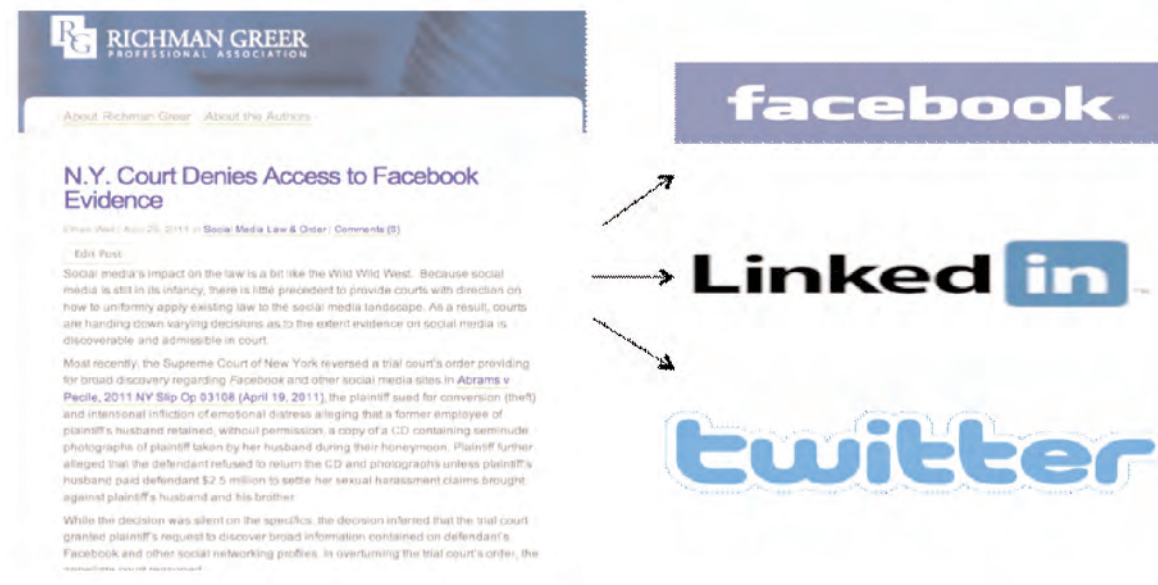 RG RICHMAN GREER
PROFESSIONAL ASSOCIATION
About Richman Greer About the Authors
N.Y. Court Denies Access to Facebook
Evidence
2011 in Social Media Law & Order | Comments (0)
Edit Post
Social media's impact on the law is a bit like the Wild Wild West. Because social
media is still in its infancy, there is little precedent to provide courts with direction on
how to uniformly apply existing law to the social media landscape. As a result, courts
are handing down varying decisions as to the extent evidence on social media is
discoverable and admissible in court.
Most recently, the Supreme Court of New York reversed a trial court's order providing
for broad discovery regarding Facebook and other social media sites in Abrams v
Pecile, 2011 NY Slip Op 03108 (April 19, 2011), the plaintiff sued for conversion (theft)
and intensional infliction of emotional distress alleging that a former employee of
plaintiff's husband retained, without permission, a copy of a CD containing seminude
photographs of plaintiff taken by her husband during their honeymoon. Plaintiff further
alleged that the defendant refused to return the CD and photographs unless plaintiff's
husband paid defendant $2.5 million to settle her sexual harassment claims brought
against plaintiff's husband and his brother.
While the decision was silent on the specifics, the decision inferred that the trial court
granted plaintiff's request to discover broad information contained on defendant's
Facebook and other social networking profiles. In overturning the trial court's order, the
appellate court reasoned
facebook
Linked in
twitter